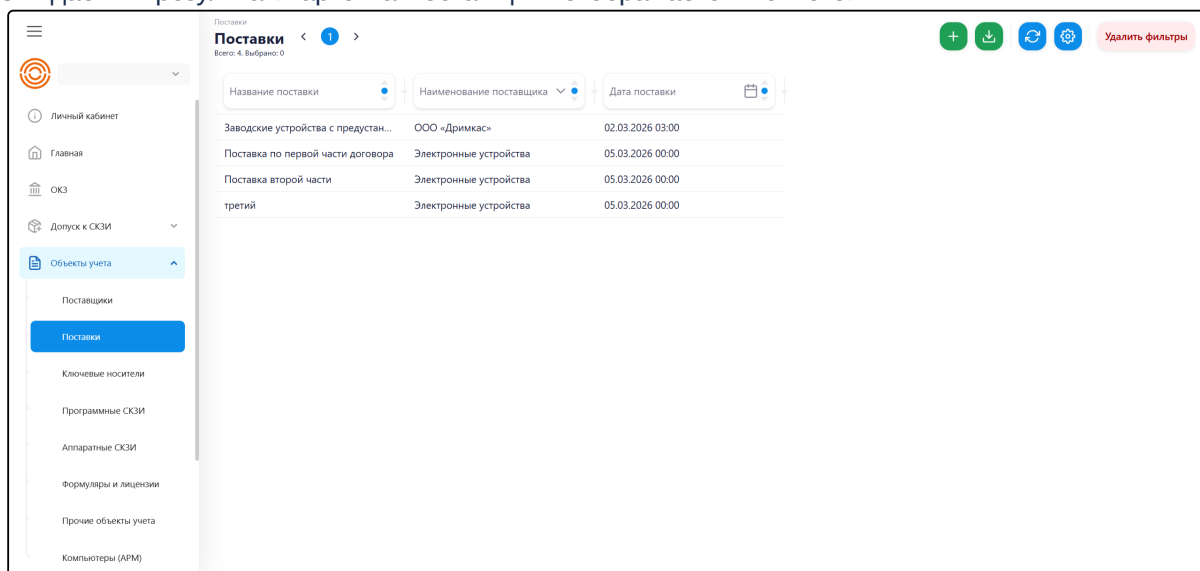 Поставки
Поставки 1
Всего: 4. Выбрано: 0
Удалить фильтры
Личный кабинет
Главная
ОКЗ
Допуск к СКЗИ
Объекты учета
Поставщики
Поставки
Ключевые носители
Программные СКЗИ
Аппаратные СКЗИ
Формуляры и лицензии
Прочие объекты учета
Компьютеры (АРМ)
Название поставки Наименование поставщика Дата поставки
Заводские устройства с предустан... ООО «Дримкас» 02.03.2026 03:00
Поставка по первой части договора Электронные устройства 05.03.2026 00:00
Поставка второй части Электронные устройства 05.03.2026 00:00
третий Электронные устройства 05.03.2026 00:00